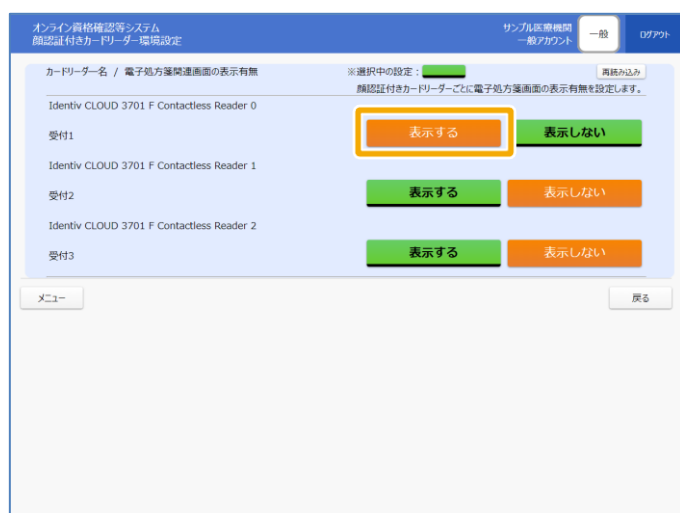 オンライン資格確認等システム
顔認証付きカードリーダー環境設定
サンプル医療機関
一般アカウント
一般
ログアウト
カードリーダー名 / 電子処方箋関連画面の表示有無
※選択中の設定：
再読み込み
顔認証付きカードリーダーごとに電子処方箋画面の表示有無を設定します。
Identiv CLOUD 3701 F Contactless Reader 0
受付1
表示する
表示しない
Identiv CLOUD 3701 F Contactless Reader 1
受付2
表示する
表示しない
Identiv CLOUD 3701 F Contactless Reader 2
受付3
表示する
表示しない
メニュー
戻る